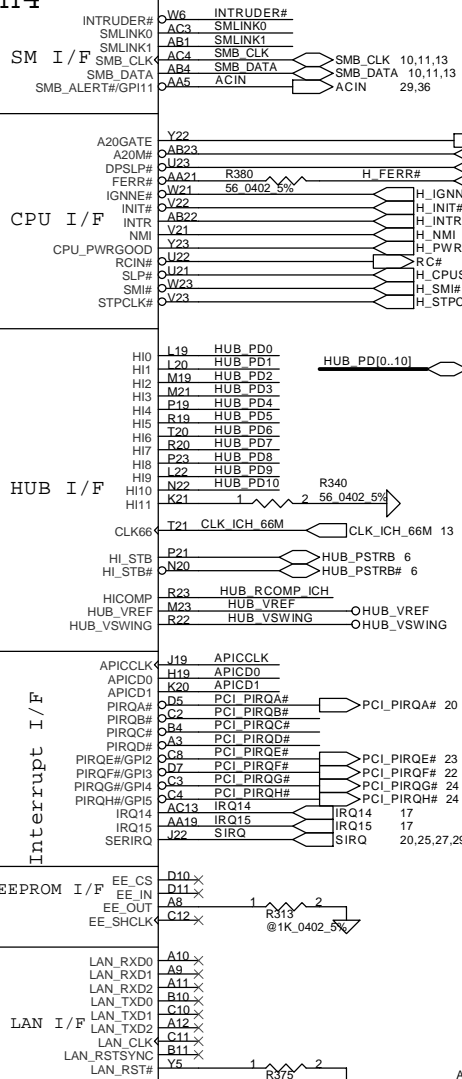 INTRUDER# W6 INTRUDER#
SMLINK0 AC3 SMLINK0
SMLINK1 AB1 SMLINK1
SM I/F
SMB_CLK AC4 SMB_CLK SMB_CLK 10,11,13
SMB_DATA AB4 SMB_DATA SMB_DATA 10,11,13
SMB_ALERT#/GPI11 AA5 ACIN ACIN 29,36
A20GATE Y22
A20M# AB23
DPSLP# U23
FERR# AA21 R380 H_FERR#
56_0402_5%
IGNNE# W21 H_IGNN
CPU I/F
INIT# V22 H_INIT#
INTR AB22 H_INTR
NMI V21 H_NMI
CPU_PWRGOOD Y23 H_PWR
RCIN# U22 RC#
SLP# U21 H_CPUS
SMI# W23 H_SMI#
STPCLK# V23 H_STPC
HI0 L19 HUB_PD0
HI1 L20 HUB_PD1 HUB_PD[0..10]
HI2 M19 HUB_PD2
HI3 M21 HUB_PD3
HI4 P19 HUB_PD4
HI5 R19 HUB_PD5
HI6 T20 HUB_PD6
HI7 R20 HUB_PD7
HI8 P23 HUB_PD8
HI9 L22 HUB_PD9
HUB I/F
HI10 N22 HUB_PD10 R340
HI11 K21 1 2 56_0402_5%
CLK66 T21 CLK_ICH_66M CLK_ICH_66M 13
HI_STB P21 HUB_PSTRB 6
HI_STB# N20 HUB_PSTRB# 6
HICOMP R23 HUB_RCOMP_ICH
HUB_VREF M23 HUB_VREF HUB_VREF
HUB_VSWING R22 HUB_VSWING HUB_VSWING
APICCLK J19 APICCLK
APICD0 H19 APICD0
APICD1 K20 APICD1
PIRQA# D5 PCI_PIRQA# PCI_PIRQA# 20
PIRQB# C2 PCI_PIRQB#
PIRQC# B4 PCI_PIRQC#
PIRQD# A3 PCI_PIRQD#
Interrupt I/F
PIRQE#/GPI2 C8 PCI_PIRQE# PCI_PIRQE# 23
PIRQF#/GPI3 D7 PCI_PIRQF# PCI_PIRQF# 22
PIRQG#/GPI4 C3 PCI_PIRQG# PCI_PIRQG# 24
PIRQH#/GPI5 C4 PCI_PIRQH# PCI_PIRQH# 24
IRQ14 AC13 IRQ14 IRQ14 17
IRQ15 AA19 IRQ15 IRQ15 17
SERIRQ J22 SIRQ SIRQ 20,25,27,29
EEPROM I/F
EE_CS D10
EE_IN D11
EE_OUT A8 1 2
R313
EE_SHCLK C12 @1K_0402_5%
LAN_RXD0 A10
LAN_RXD1 A9
LAN_RXD2 A11
LAN_TXD0 B10
LAN_TXD1 C10
LAN I/F
LAN_TXD2 A12
LAN_CLK C11
LAN_RSTSYNC B11
LAN_RST# Y5 1 2
R375